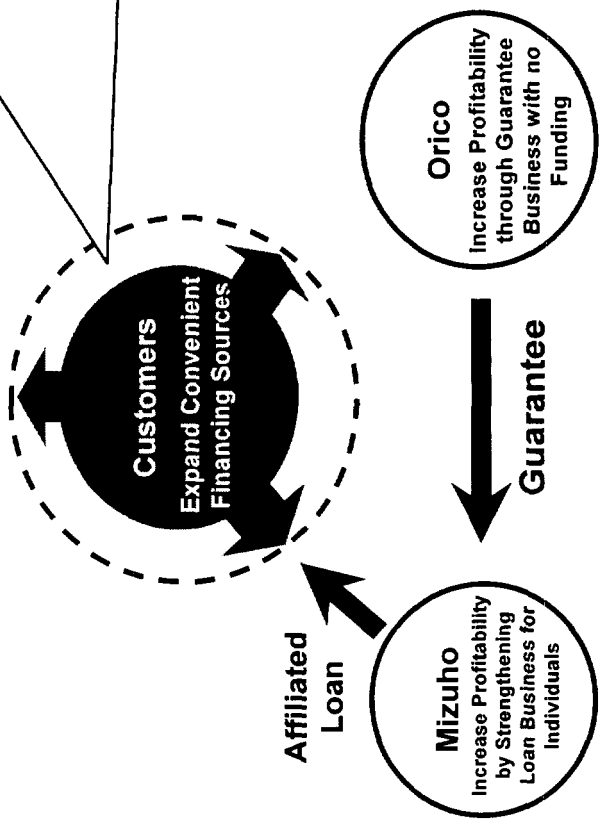 Customers
Expand Convenient
Financing Sources
Affiliated
Loan
Mizuho
Increase Profitability
by Strengthening
Loan Business for
Individuals
Guarantee
Orico
Increase Profitability
through Guarantee
Business with no
Funding